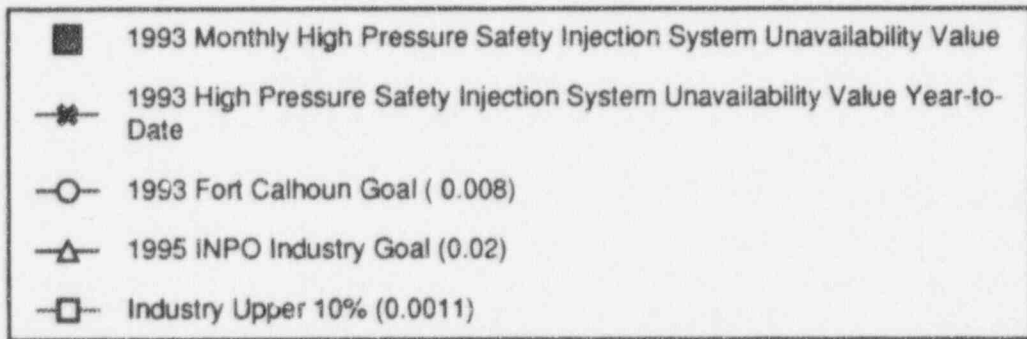 1993 Monthly High Pressure Safety Injection System Unavailability Value
1993 High Pressure Safety Injection System Unavailability Value Year-to-
Date
1993 Fort Calhoun Goal ( 0.008)
1995 INPO Industry Goal (0.02)
Industry Upper 10% (0.0011)